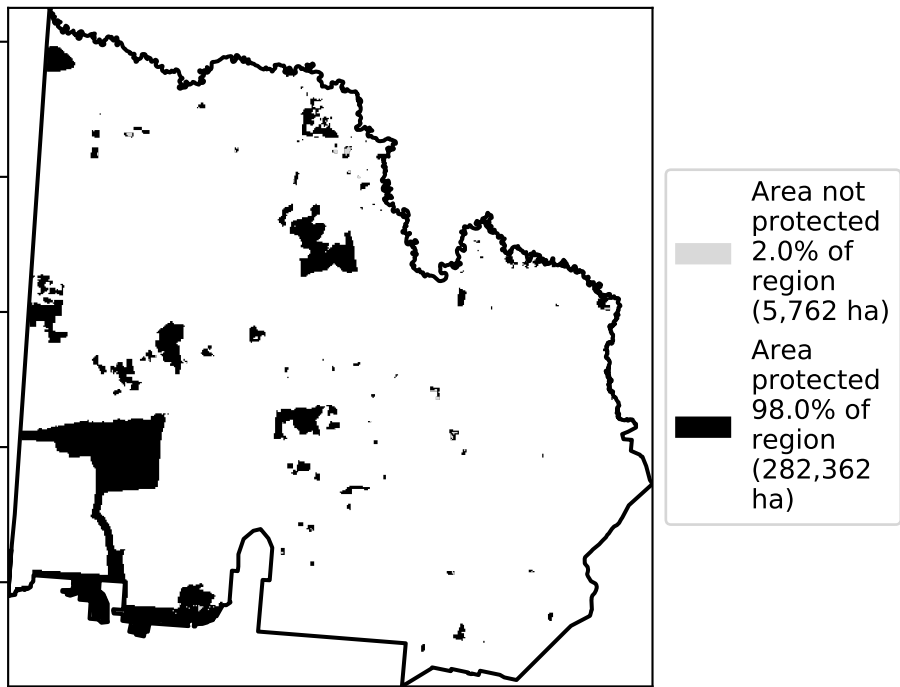 Area not
protected
2.0% of
region
(5,762 ha)
Area
protected
98.0% of
region
(282,362
ha)